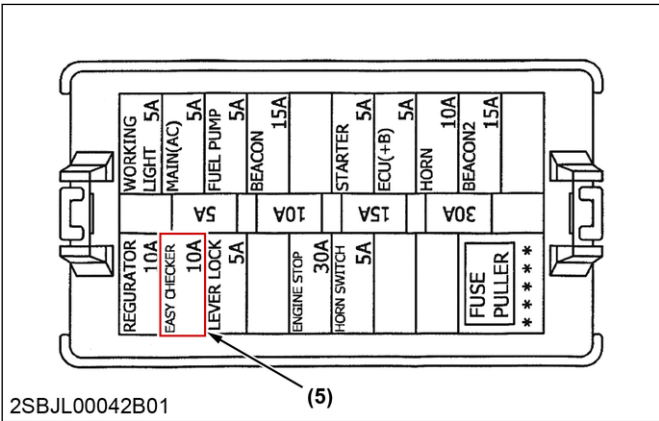 WORKING
LIGHT 5A
MAIN(AC) 5A
FUEL PUMP 5A
BEACON 15A
STARTER 5A
ECU(+B) 5A
HORN 10A
BEACON2 15A
5A
10A
15A
30A
REGURATOR 10A
EASY CHECKER 10A
LEVER LOCK 5A
ENGINE STOP 30A
HORN SWITCH 5A
FUSE
PULLER
*****
(5)
2SBJL00042B01